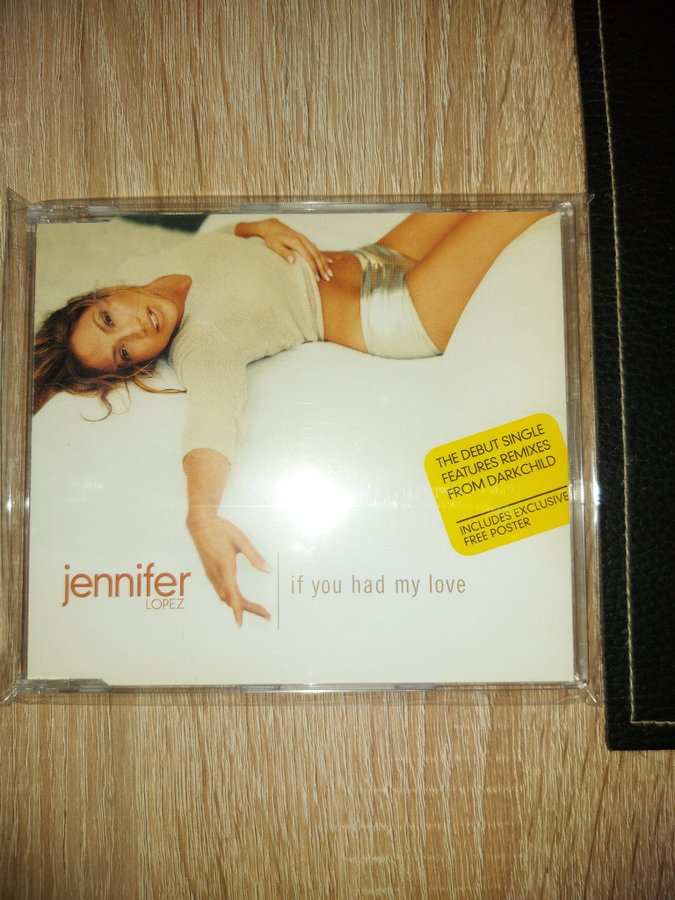 THE DEBUT SINGLE
FEATURES REMIXES
FROM DARKCHILD
INCLUDES EXCLUSIVE
FREE POSTER
jennifer
LOPEZ
if you had my love